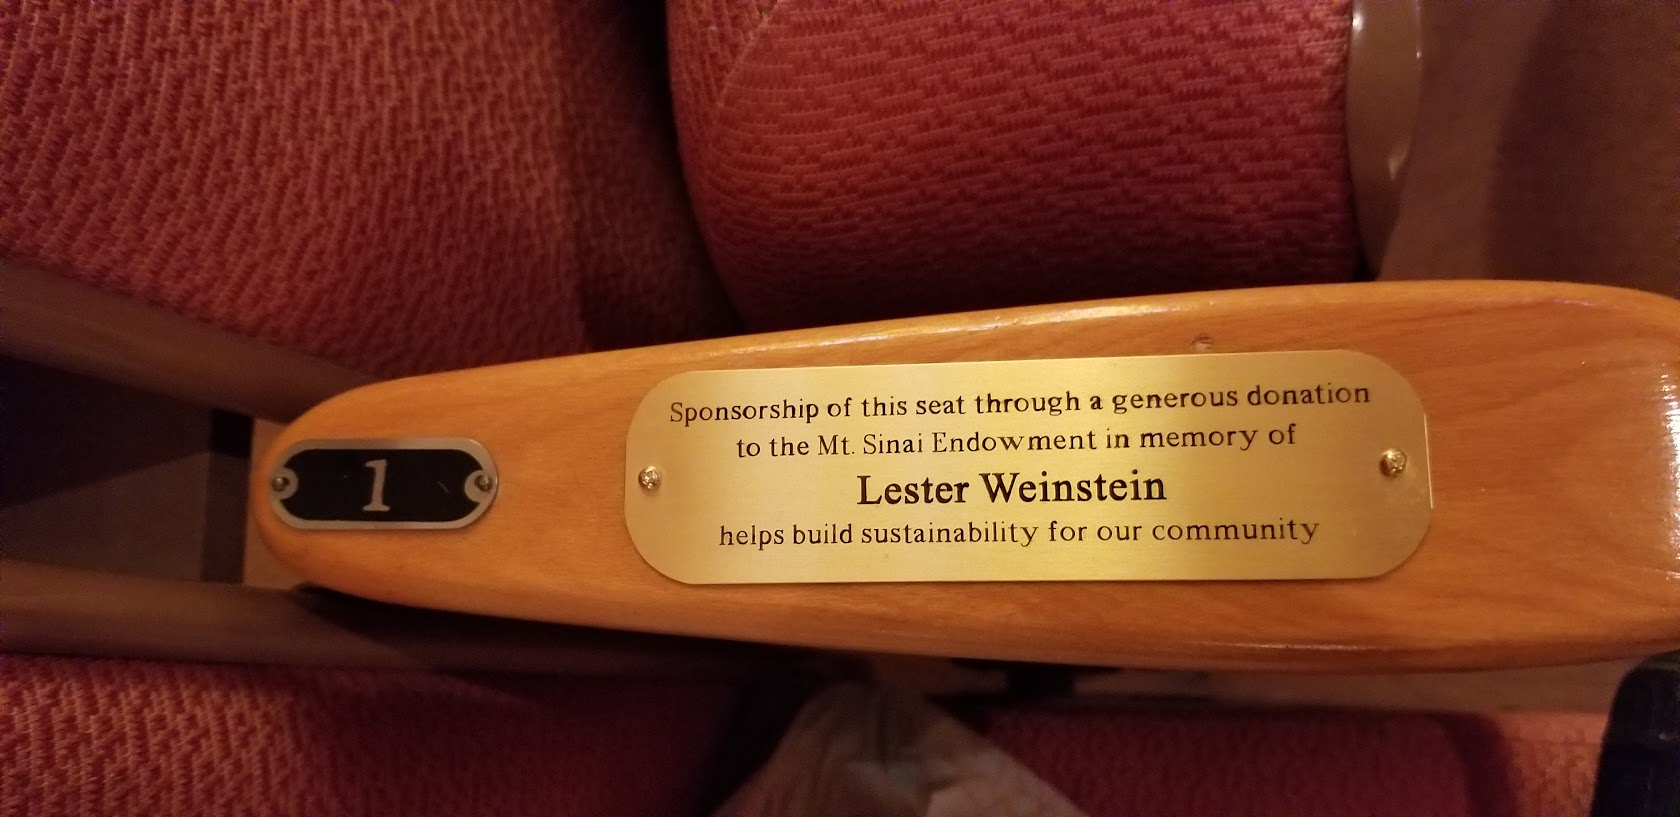 1
Sponsorship of this seat through a generous donation
to the Mt. Sinai Endowment in memory of
Lester Weinstein
helps build sustainability for our community